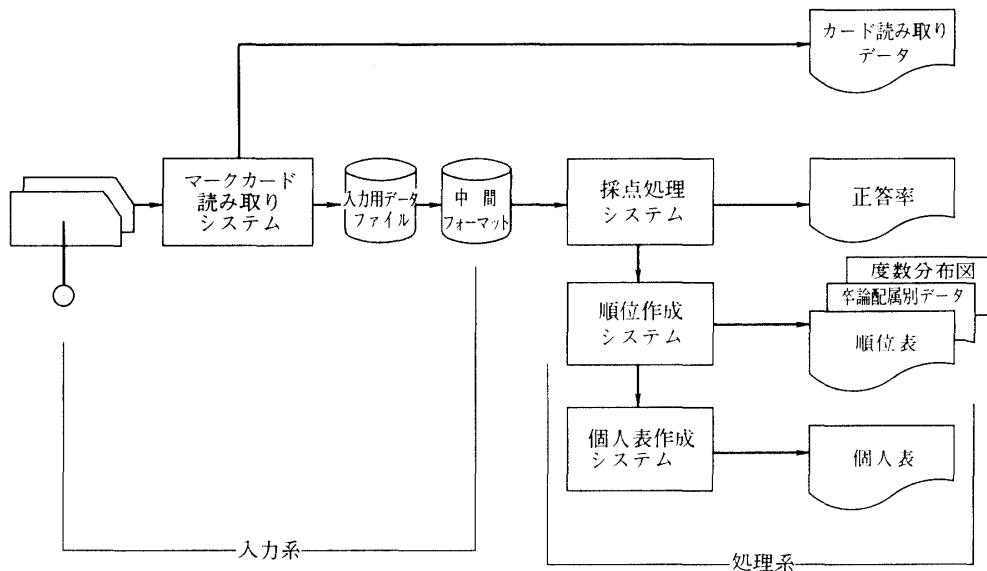 カード読み取り
データ
マークカード
読み取り
システム
入力用データ
ファイル
中間
フォーマット
採点処理
システム
正答率
度数分布図
卒論配属別データ
順位表
順位作成
システム
個人表作成
システム
個人表
入力系
処理系